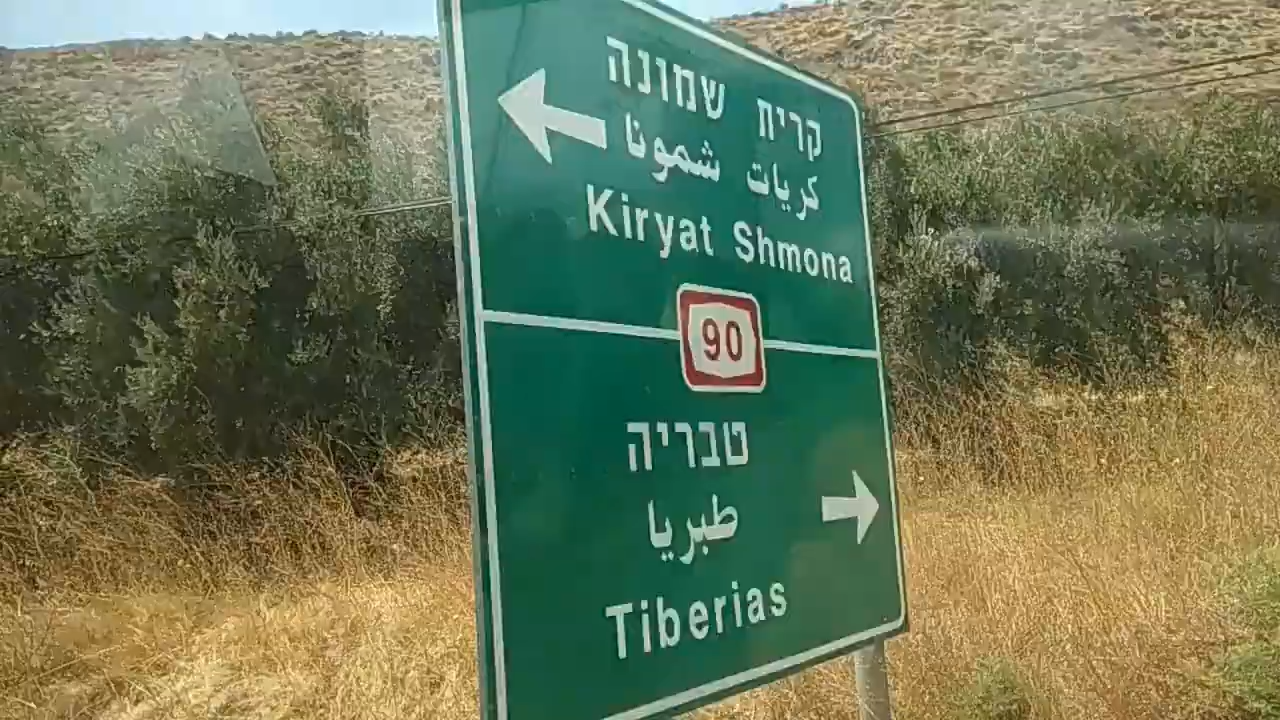 קרית שמונה
كريات شمونا
Kiryat Shmona
90
טבריה
طبريا
Tiberias